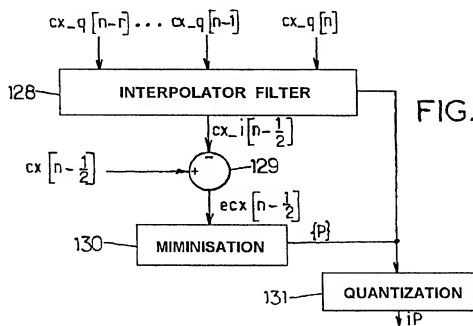 cx_q[n-r] ... cx_q[n-1] cx_q[n]
128
INTERPOLATOR FILTER
FIG.
cx_i[n-1/2]
cx[n-1/2]
+
-
129
ecx[n-1/2]
130
MIMINISATION
{P}
131
QUANTIZATION
iP